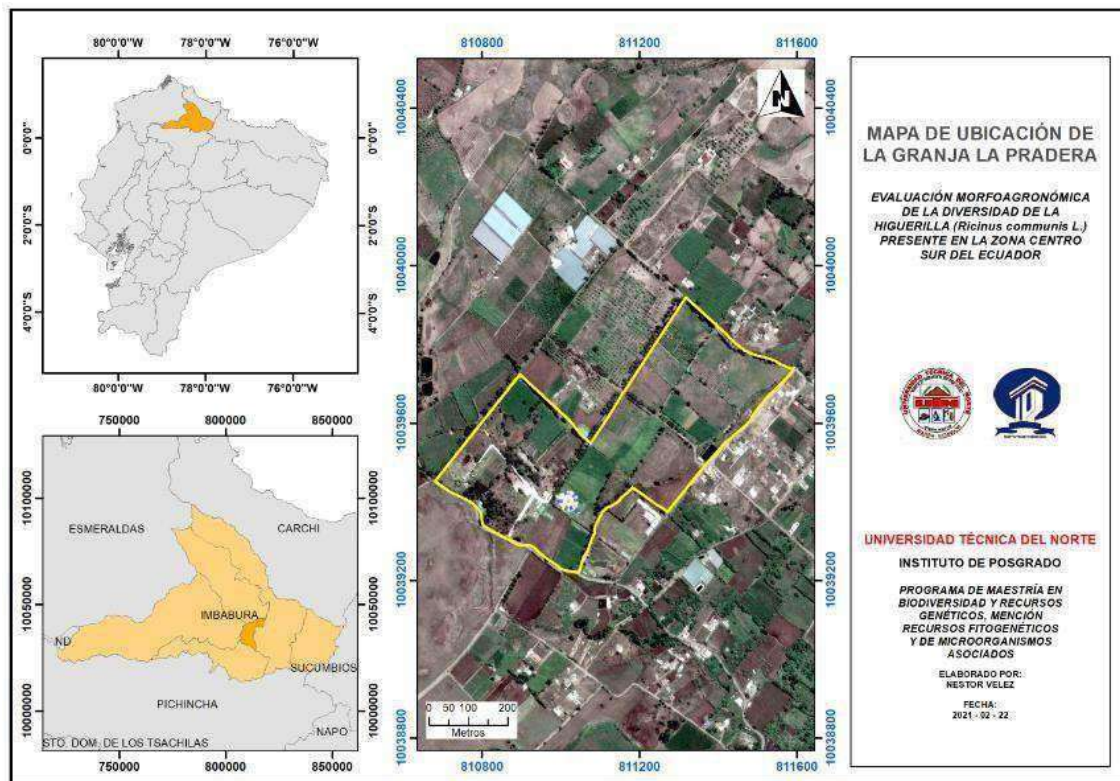 80°0'0"W 78°0'0"W 76°0'0"W
0°0'0" 0°0'0"
2°0'0"S 2°0'0"S
4°0'0"S 4°0'0"S
80°0'0"W 78°0'0"W 76°0'0"W
750000 800000 850000
10100000 10100000
10050000 10050000
10000000 10000000
ESMERALDAS
CARCHI
IMBABURA
ND
SUCUMBIOS
PICHINCHA
NAPO
STO. DOM. DE LOS TSACHILAS
750000 800000 850000
810800 811200 811600
N
10040400 10040400
10040000 10040000
10039600 10039600
10039200 10039200
10038800 10038800
0 50 100 200
Metros
810800 811200 811600
MAPA DE UBICACIÓN DE
LA GRANJA LA PRADERA
EVALUACIÓN MORFOAGRONÓMICA
DE LA DIVERSIDAD DE LA
HIGUERILLA (Ricinus communis L.)
PRESENTE EN LA ZONA CENTRO
SUR DEL ECUADOR
UNIVERSIDAD TÉCNICA DEL NORTE
UNIVERSIDAD TÉCNICA DEL NORTE
INSTITUTO DE POSGRADO
PROGRAMA DE MAESTRÍA EN
BIODIVERSIDAD Y RECURSOS
GENÉTICOS, MENCIÓN
RECURSOS FITOGENÉTICOS
Y DE MICROORGANISMOS
ASOCIADOS
ELABORADO POR:
NESTOR VELEZ
FECHA:
2021 - 02 - 22